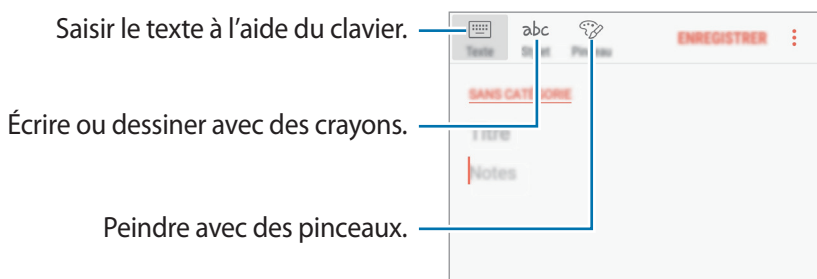 Saisir le texte à l'aide du clavier.
abc
Texte
Pinceau
ENREGISTRER
SANS CATÉGORIE
Écrire ou dessiner avec des crayons.
Titre
Notes
Peindre avec des pinceaux.